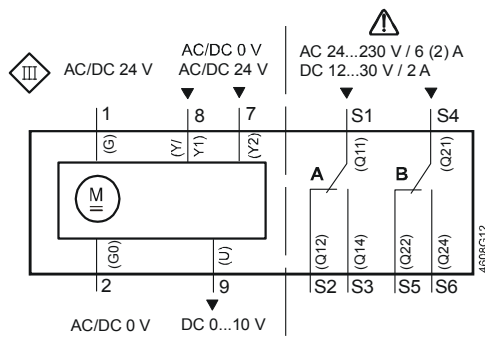 AC/DC 0 V
AC/DC 24 V
AC 24...230 V / 6 (2) A
DC 12...30 V / 2 A
III
AC/DC 24 V
1
8
7
S1
S4
(G)
(Y/
Y1)
(Y2)
(Q11)
(Q21)
A
B
M
(G0)
(U)
(Q12)
(Q14)
(Q22)
(Q24)
2
9
S2
S3
S5
S6
AC/DC 0 V
DC 0...10 V
4608G12